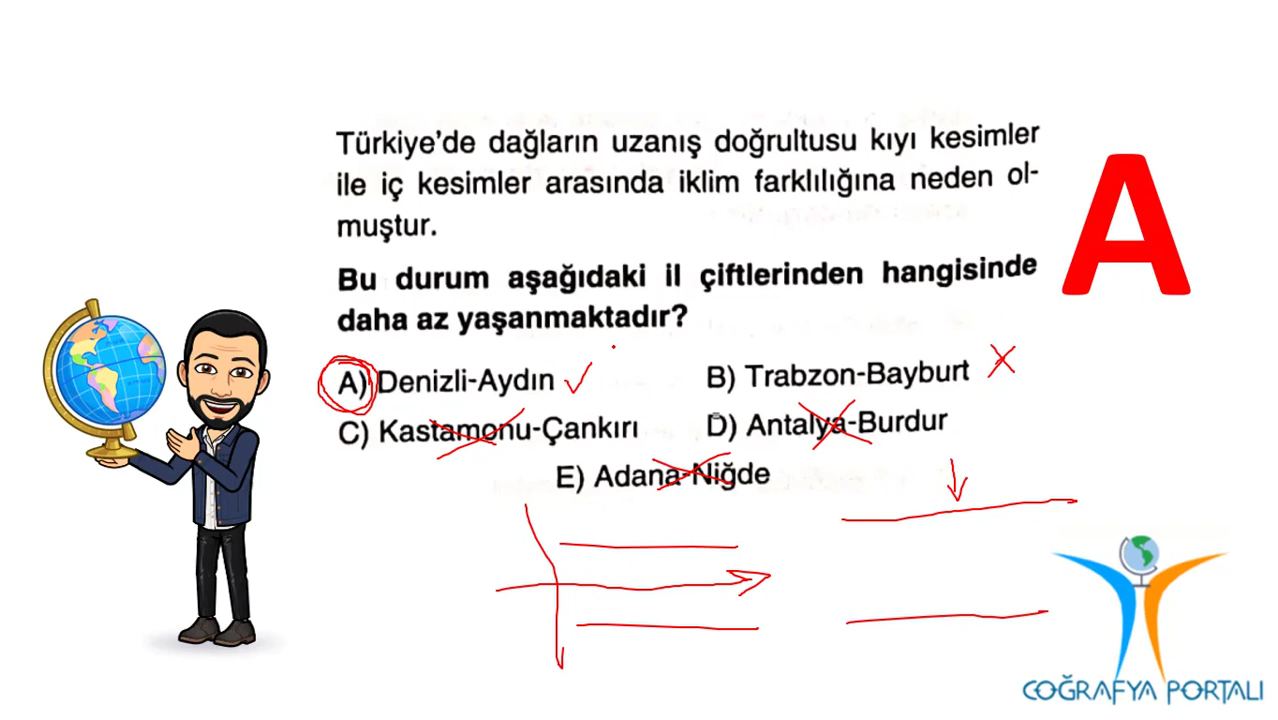 Türkiye'de dağların uzanış doğrultusu kıyı kesimler
ile iç kesimler arasında iklim farklılığına neden ol-
muştur.
Bu durum aşağıdaki il çiftlerinden hangisinde
daha az yaşanmaktadır?
A) Denizli-Aydın
B) Trabzon-Bayburt
C) Kastamonu-Çankırı
D) Antalya-Burdur
E) Adana-Niğde
A
COĞRAFYA PORTALI